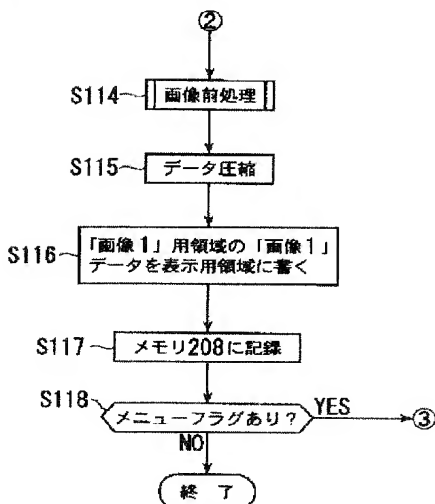 ②
S114 画像前処理
S115 データ圧縮
S116 「画像1」用領域の「画像1」
データを表示用領域に書く
S117 メモリ208に記録
S118 メニューフラグあり？ YES ③
NO
終 了